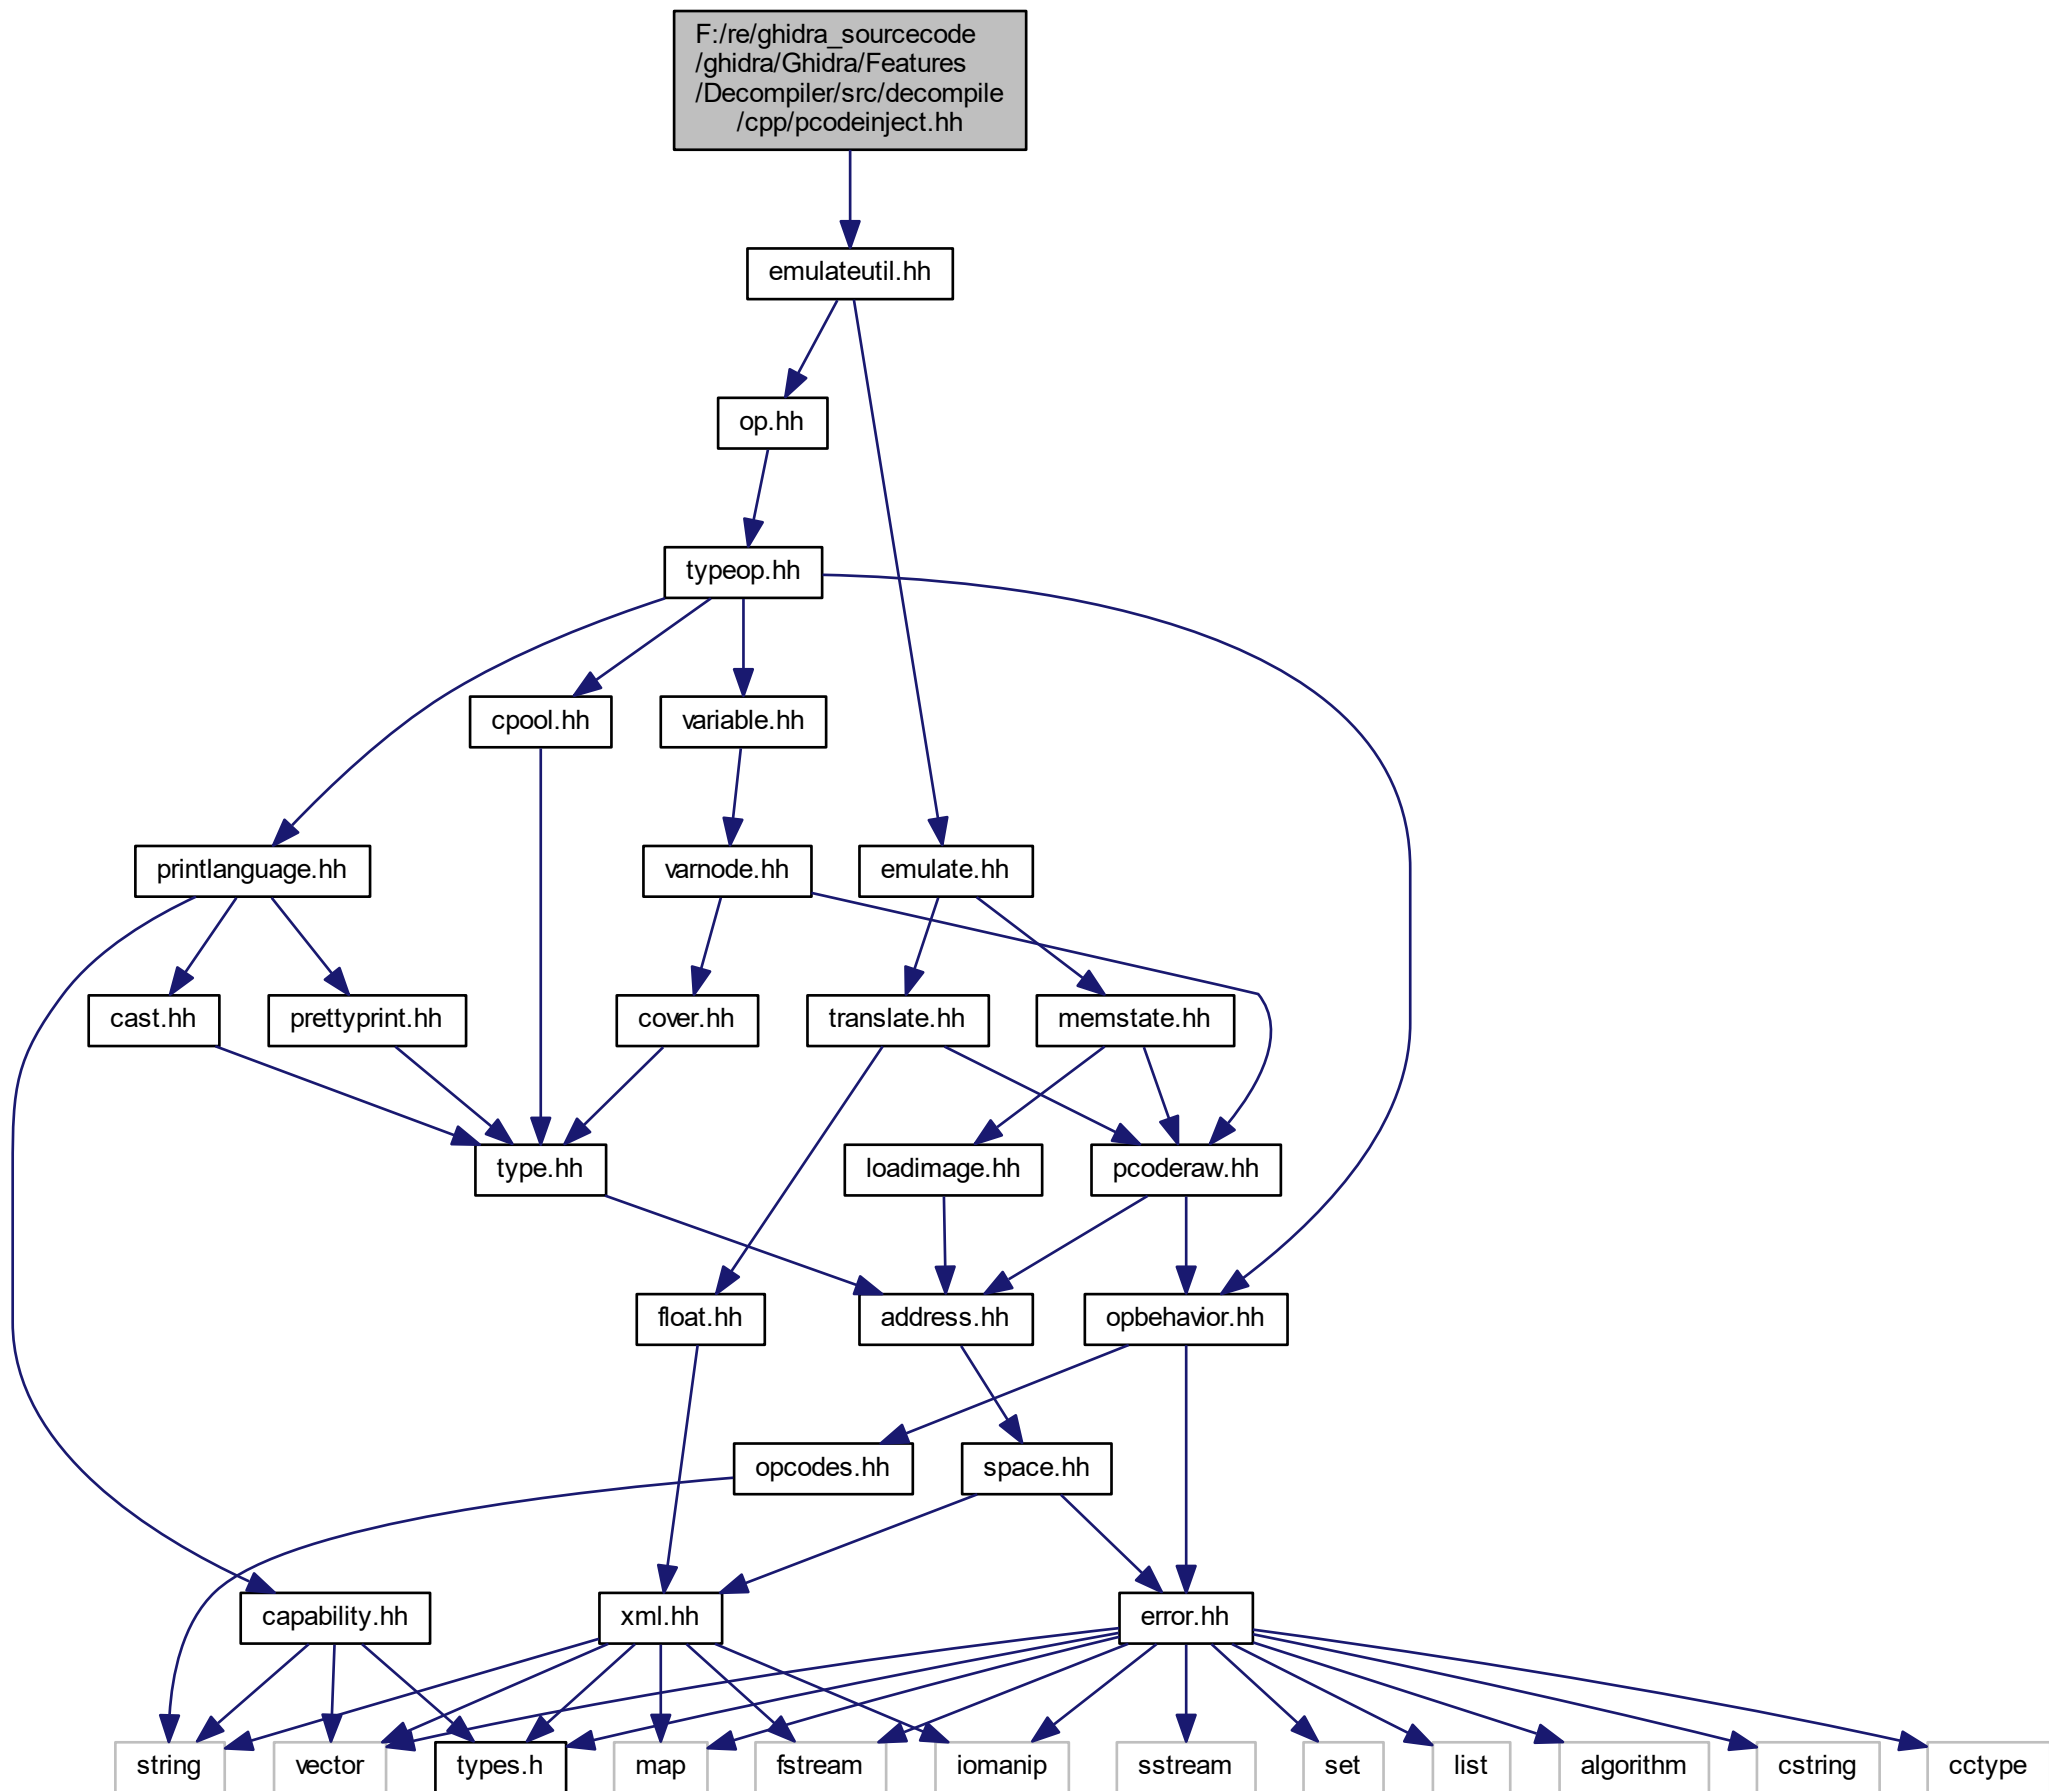 F:/re/ghidra_sourcecode
/ghidra/Ghidra/Features
/Decompiler/src/decompile
/cpp/pcodeinject.hh
emulateutil.hh
op.hh
typeop.hh
cpool.hh
variable.hh
printlanguage.hh
varnode.hh
emulate.hh
cast.hh
prettyprint.hh
cover.hh
translate.hh
memstate.hh
type.hh
loadimage.hh
pcoderaw.hh
float.hh
address.hh
opbehavior.hh
opcodes.hh
space.hh
capability.hh
xml.hh
error.hh
string
vector
types.h
map
fstream
iomanip
sstream
set
list
algorithm
cstring
cctype